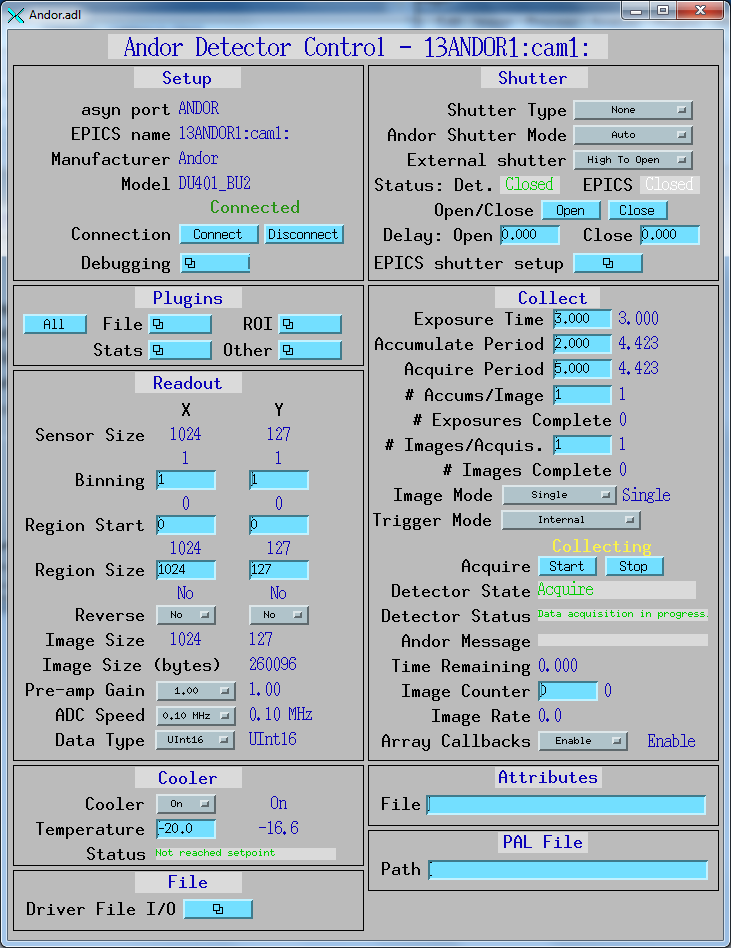 Andor.adl
Andor Detector Control - 13ANDOR1:cam1:
Setup
asyn port ANDOR
EPICS name 13ANDOR1:cam1:
Manufacturer Andor
Model DU401_BU2
Connected
Connection Connect Disconnect
Debugging
Plugins
All File ROI
Stats Other
Readout
X Y
Sensor Size 1024 127
1 1
Binning 1 1
0 0
Region Start 0 0
1024 127
Region Size 1024 127
No No
Reverse No No
Image Size 1024 127
Image Size (bytes) 260096
Pre-amp Gain 1.00 1.00
ADC Speed 0.10 MHz 0.10 MHz
Data Type UInt16 UInt16
Cooler
Cooler On On
Temperature -20.0 -16.6
Status Not reached setpoint
File
Driver File I/O
Shutter
Shutter Type None
Andor Shutter Mode Auto
External shutter High To Open
Status: Det. Closed EPICS Closed
Open/Close Open Close
Delay: Open 0.000 Close 0.000
EPICS shutter setup
Collect
Exposure Time 3.000 3.000
Accumulate Period 2.000 4.423
Acquire Period 5.000 4.423
# Accums/Image 1 1
# Exposures Complete 0
# Images/Acquis. 1 1
# Images Complete 0
Image Mode Single Single
Trigger Mode Internal
Collecting
Acquire Start Stop
Detector State Acquire
Detector Status Data acquisition in progress.
Andor Message
Time Remaining 0.000
Image Counter 0 0
Image Rate 0.0
Array Callbacks Enable Enable
Attributes
File
PAL File
Path